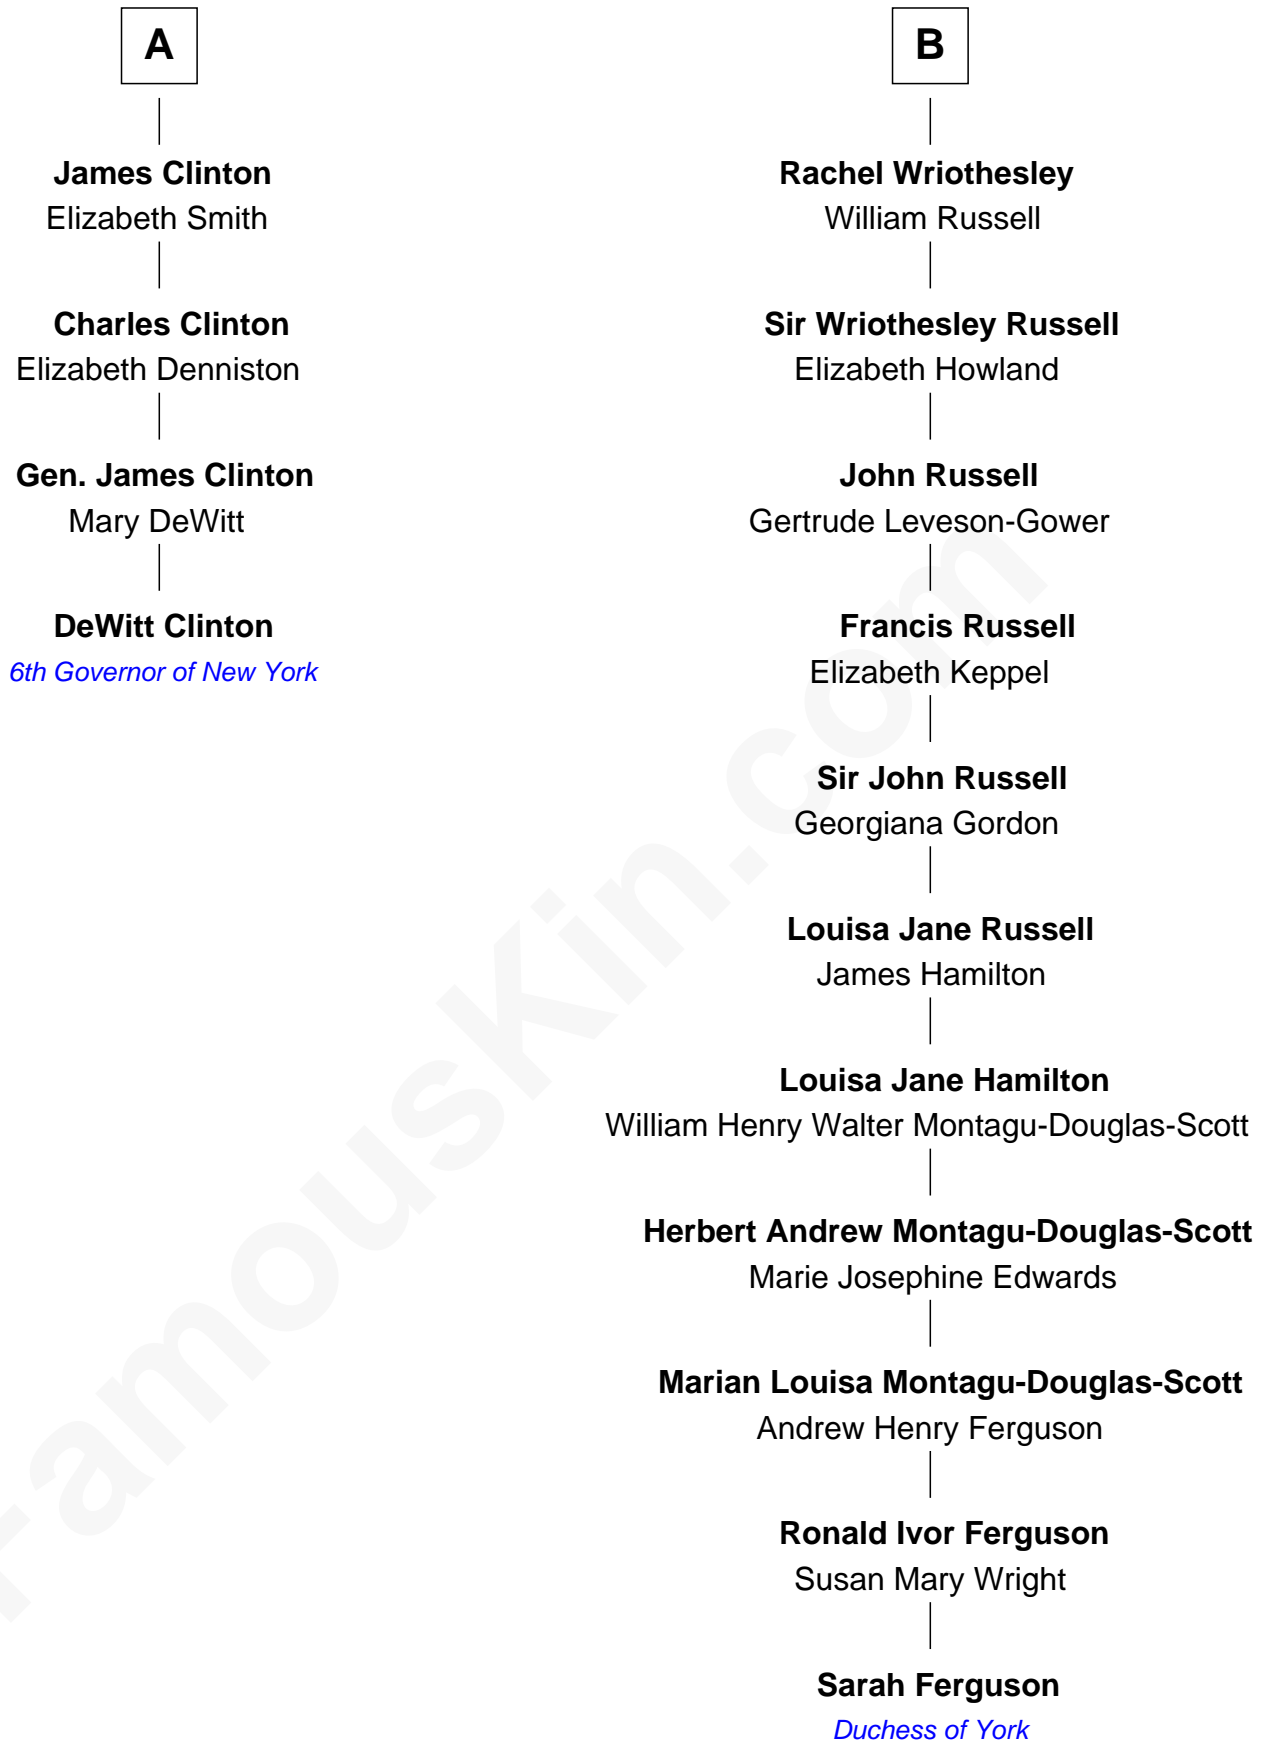 A
James Clinton
Elizabeth Smith
Charles Clinton
Elizabeth Denniston
Gen. James Clinton
Mary DeWitt
DeWitt Clinton
6th Governor of New York
B
Rachel Wriothesley
William Russell
Sir Wriothesley Russell
Elizabeth Howland
John Russell
Gertrude Leveson-Gower
Francis Russell
Elizabeth Keppel
Sir John Russell
Georgiana Gordon
Louisa Jane Russell
James Hamilton
Louisa Jane Hamilton
William Henry Walter Montagu-Douglas-Scott
Herbert Andrew Montagu-Douglas-Scott
Marie Josephine Edwards
Marian Louisa Montagu-Douglas-Scott
Andrew Henry Ferguson
Ronald Ivor Ferguson
Susan Mary Wright
Sarah Ferguson
Duchess of York
FamousKin.com